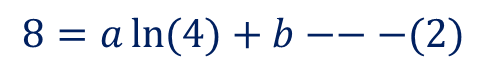 8 = a ln(4) + b −− −(2)